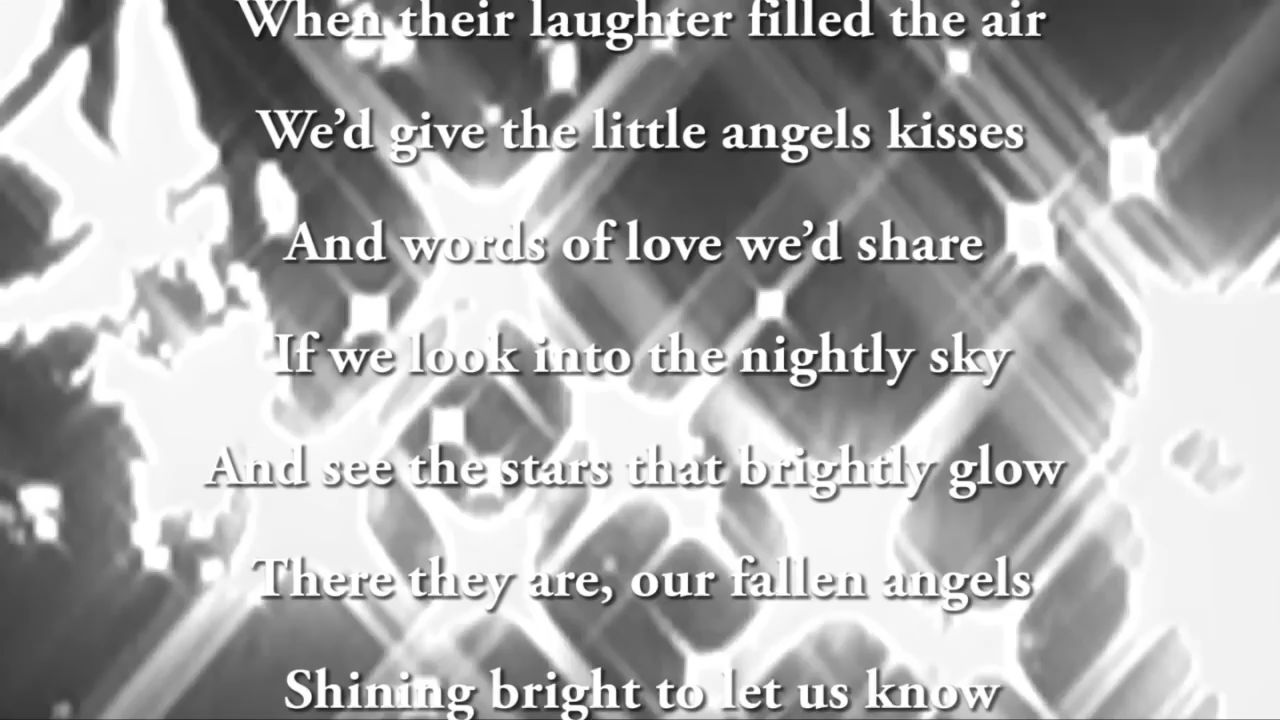 When their laughter filled the air
We’d give the little angels kisses
And words of love we’d share
If we look into the nightly sky
And see the stars that brightly glow
There they are, our fallen angels
Shining bright to let us know